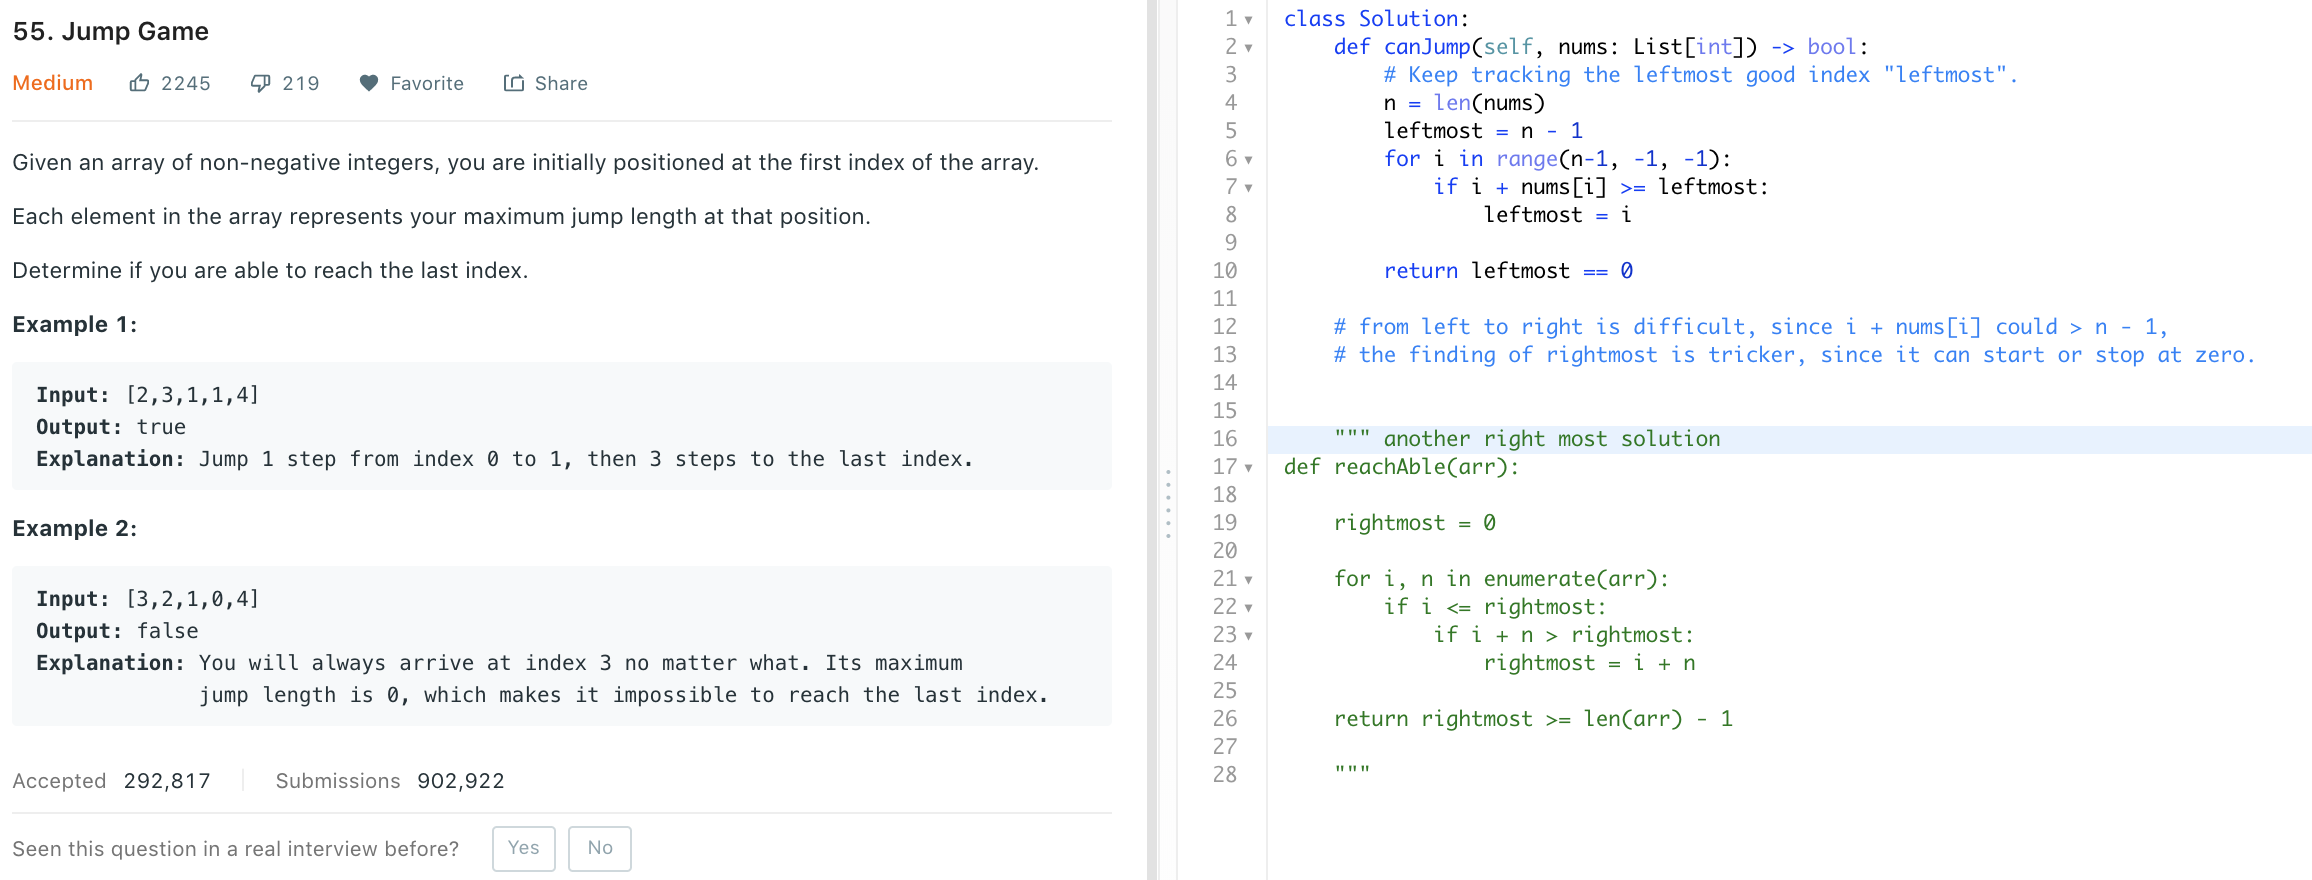 55. Jump Game
Medium 2245 219 Favorite Share
Given an array of non-negative integers, you are initially positioned at the first index of the array.
Each element in the array represents your maximum jump length at that position.
Determine if you are able to reach the last index.
Example 1:
Input: [2,3,1,1,4]
Output: true
Explanation: Jump 1 step from index 0 to 1, then 3 steps to the last index.
Example 2:
Input: [3,2,1,0,4]
Output: false
Explanation: You will always arrive at index 3 no matter what. Its maximum
jump length is 0, which makes it impossible to reach the last index.
Accepted 292,817 Submissions 902,922
Seen this question in a real interview before? Yes No
1 class Solution:
2     def canJump(self, nums: List[int]) -> bool:
3         # Keep tracking the leftmost good index "leftmost".
4         n = len(nums)
5         leftmost = n - 1
6         for i in range(n-1, -1, -1):
7             if i + nums[i] >= leftmost:
8                 leftmost = i
9
10         return leftmost == 0
11
12     # from left to right is difficult, since i + nums[i] could > n - 1,
13     # the finding of rightmost is tricker, since it can start or stop at zero.
14
15
16     """ another right most solution
17 def reachAble(arr):
18
19     rightmost = 0
20
21     for i, n in enumerate(arr):
22         if i <= rightmost:
23             if i + n > rightmost:
24                 rightmost = i + n
25
26     return rightmost >= len(arr) - 1
27
28     """